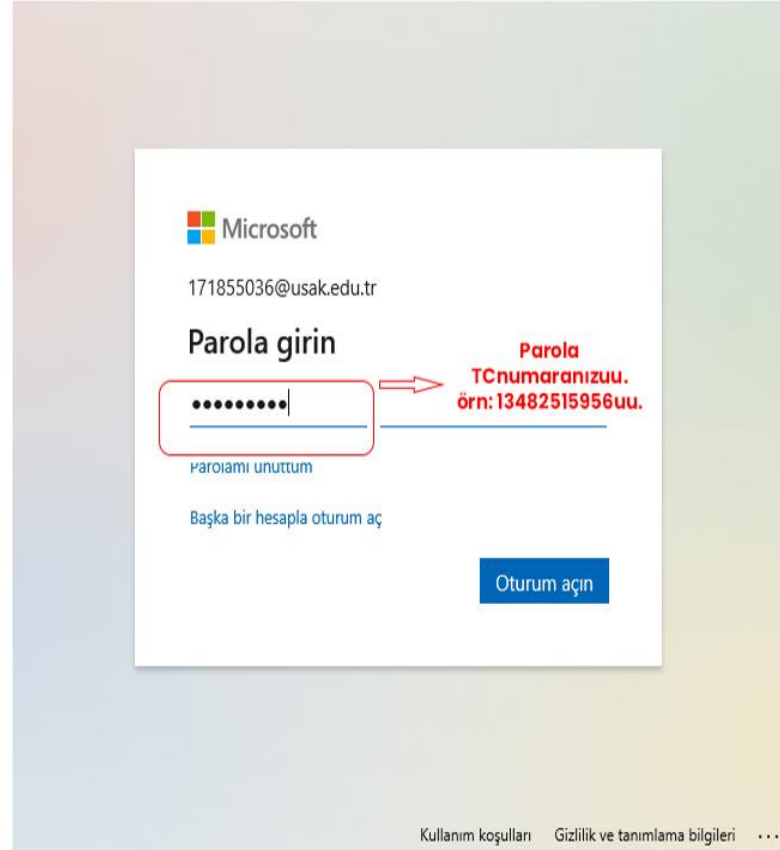 Microsoft
171855036@usak.edu.tr
Parola girin
Parola
TCnumaranızuu.
örn: 13482515956uu.
•••••••••
Parolamı unuttum
Başka bir hesapla oturum aç
Oturum açın
Kullanım koşulları Gizlilik ve tanımlama bilgileri ...